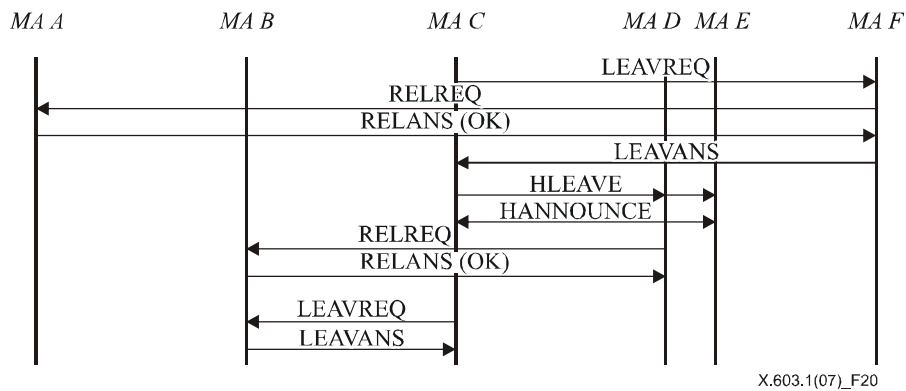 MA A MA B MA C MA D MA E MA F
LEAVREQ
RELREQ
RELANS (OK)
LEAVANS
HLEAVE
HANNOUNCE
RELREQ
RELANS (OK)
LEAVREQ
LEAVANS
X.603.1(07)_F20